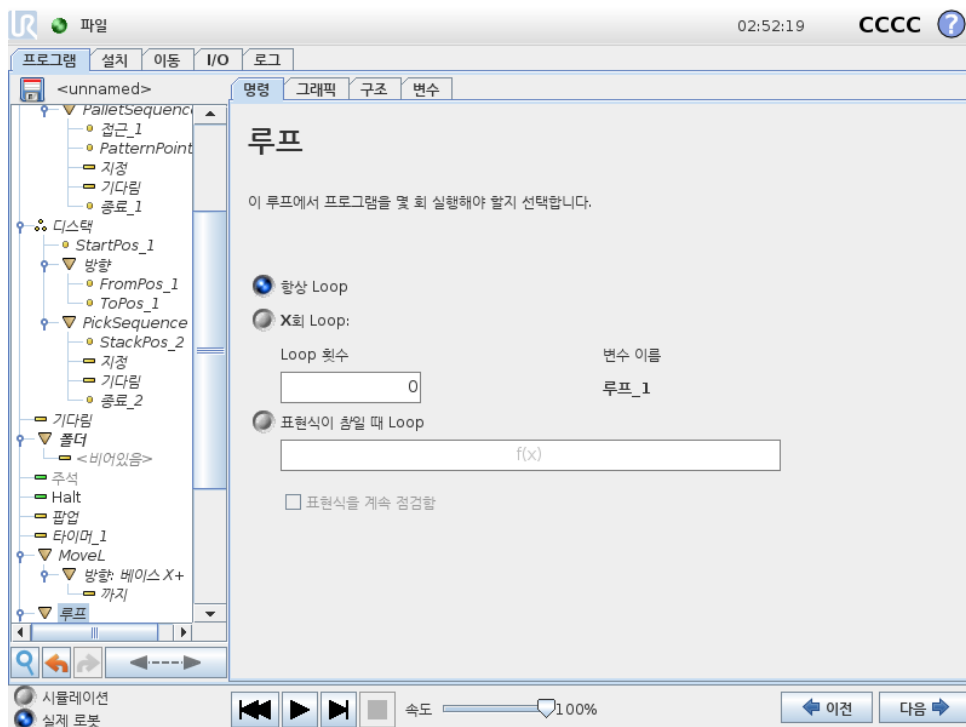 UR 파일 02:52:19 CCCC ?
프로그램 설치 이동 I/O 로그
<unnamed>
명령 그래픽 구조 변수
PalletSequenc
접근_1
PatternPoint
지정
기다림
종료_1
디스택
StartPos_1
방향
FromPos_1
ToPos_1
PickSequence
StackPos_2
지정
기다림
종료_2
기다림
폴더
<비어있음>
주석
Halt
팝업
타이머_1
MoveL
방향: 베이스 X+
까지
루프
루프
이 루프에서 프로그램을 몇 회 실행해야 할지 선택합니다.
항상 Loop
X회 Loop:
Loop 횟수 변수 이름
0 루프_1
표현식이 참일 때 Loop
f(x)
표현식을 계속 점검함
시뮬레이션
실제 로봇
속도 100%
이전 다음